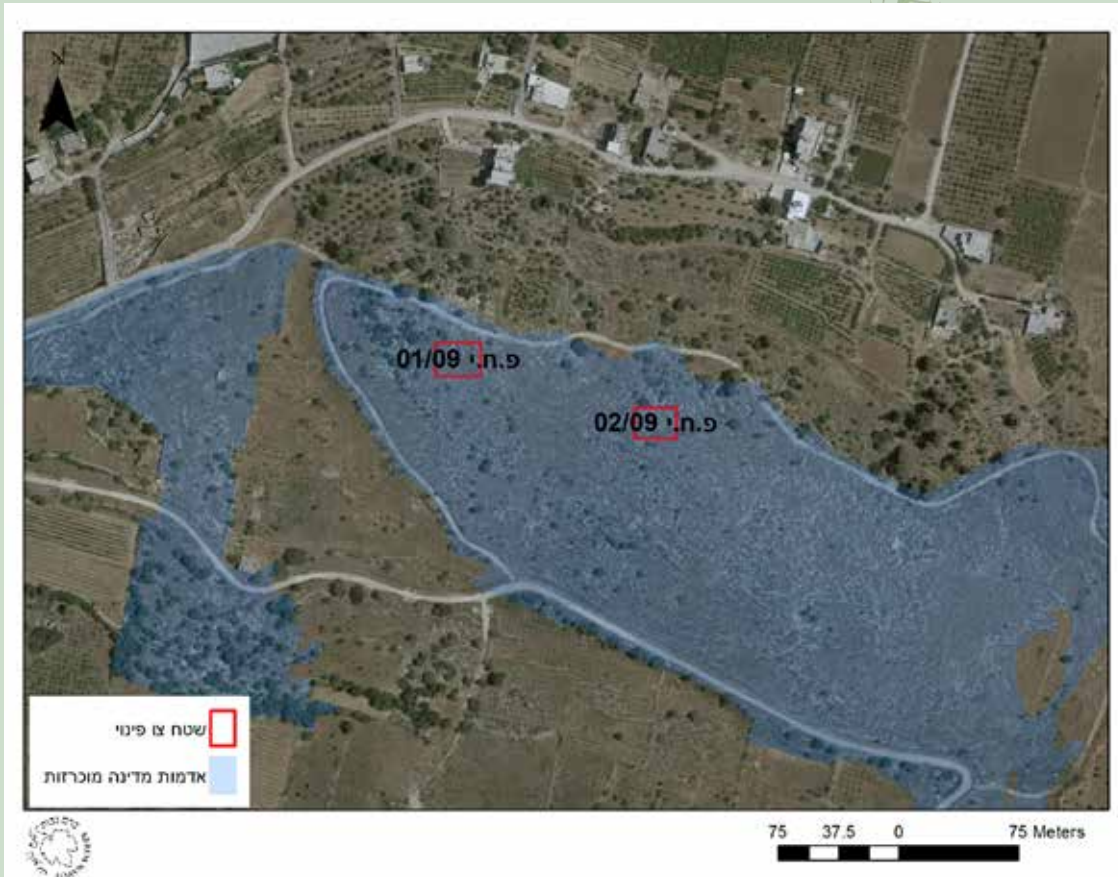 N
פ.ח.י 01/09
פ.ח.י 02/09
שטח צו פינוי
אדמות מדינה מוכרזות
75 37.5 0 75 Meters